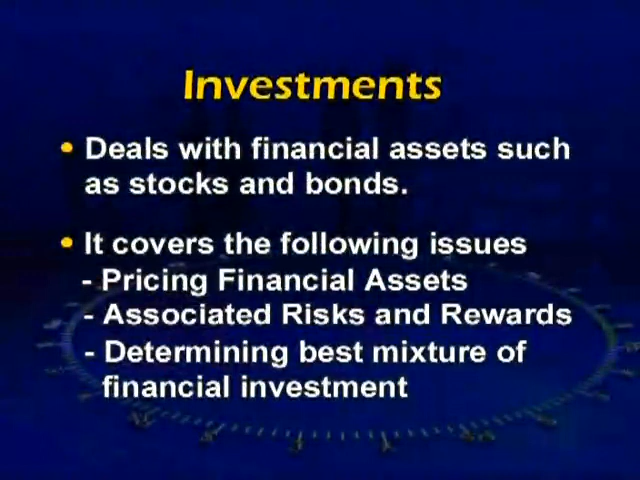 Investments
• Deals with financial assets such
as stocks and bonds.
• It covers the following issues
- Pricing Financial Assets
- Associated Risks and Rewards
- Determining best mixture of
financial investment